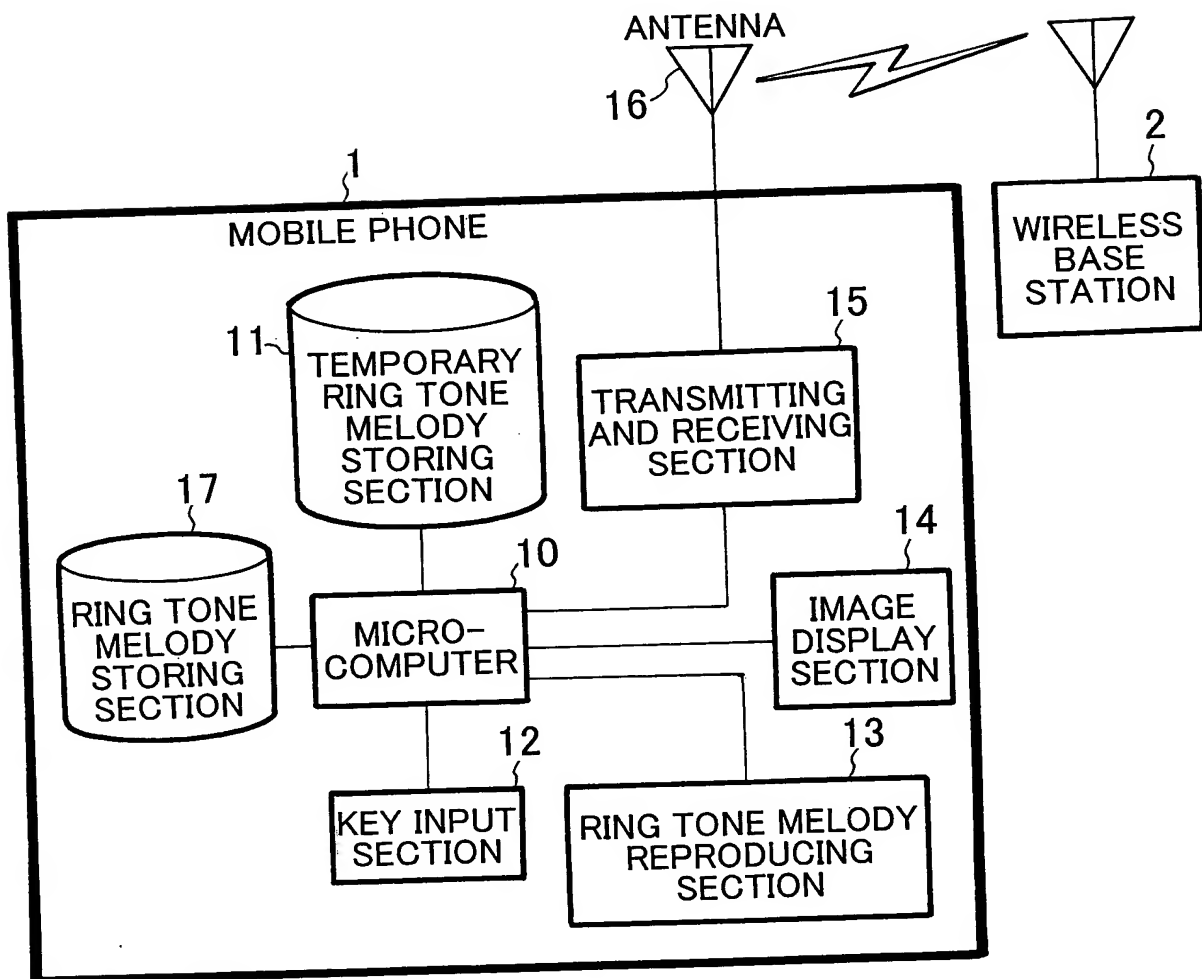 ANTENNA
16
1
2
MOBILE PHONE
WIRELESS
BASE
STATION
11
TEMPORARY
RING TONE
MELODY
STORING
SECTION
15
TRANSMITTING
AND RECEIVING
SECTION
17
RING TONE
MELODY
STORING
SECTION
10
MICRO-
COMPUTER
14
IMAGE
DISPLAY
SECTION
12
KEY INPUT
SECTION
13
RING TONE MELODY
REPRODUCING
SECTION